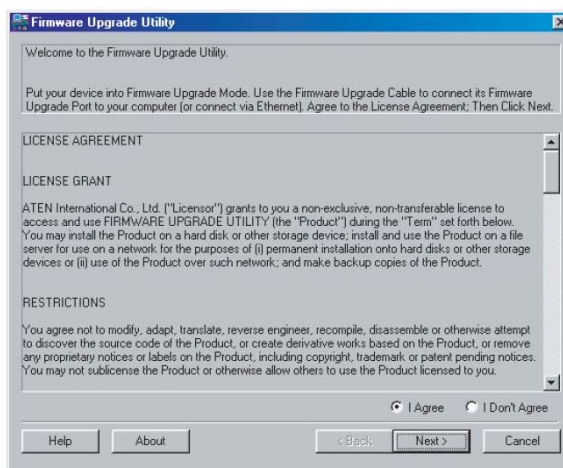 Firmware Upgrade Utility
Welcome to the Firmware Upgrade Utility.
Put your device into Firmware Upgrade Mode. Use the Firmware Upgrade Cable to connect its Firmware
Upgrade Port to your computer (or connect via Ethernet). Agree to the License Agreement; Then Click Next.
LICENSE AGREEMENT
LICENSE GRANT
ATEN International Co., Ltd. ("Licensor") grants to you a non-exclusive, non-transferable license to
access and use FIRMWARE UPGRADE UTILITY (the "Product") during the "Term" set forth below.
You may install the Product on a hard disk or other storage device; install and use the Product on a file
server for use on a network for the purposes of (i) permanent installation onto hard disks or other storage
devices or (ii) use of the Product over such network; and make backup copies of the Product.
RESTRICTIONS
You agree not to modify, adapt, translate, reverse engineer, recompile, disassemble or otherwise attempt
to discover the source code of the Product, or create derivative works based on the Product, or remove
any proprietary notices or labels on the Product, including copyright, trademark or patent pending notices.
You may not sublicense the Product or otherwise allow others to use the Product licensed to you.
I Agree I Don't Agree
Help About < Back Next > Cancel